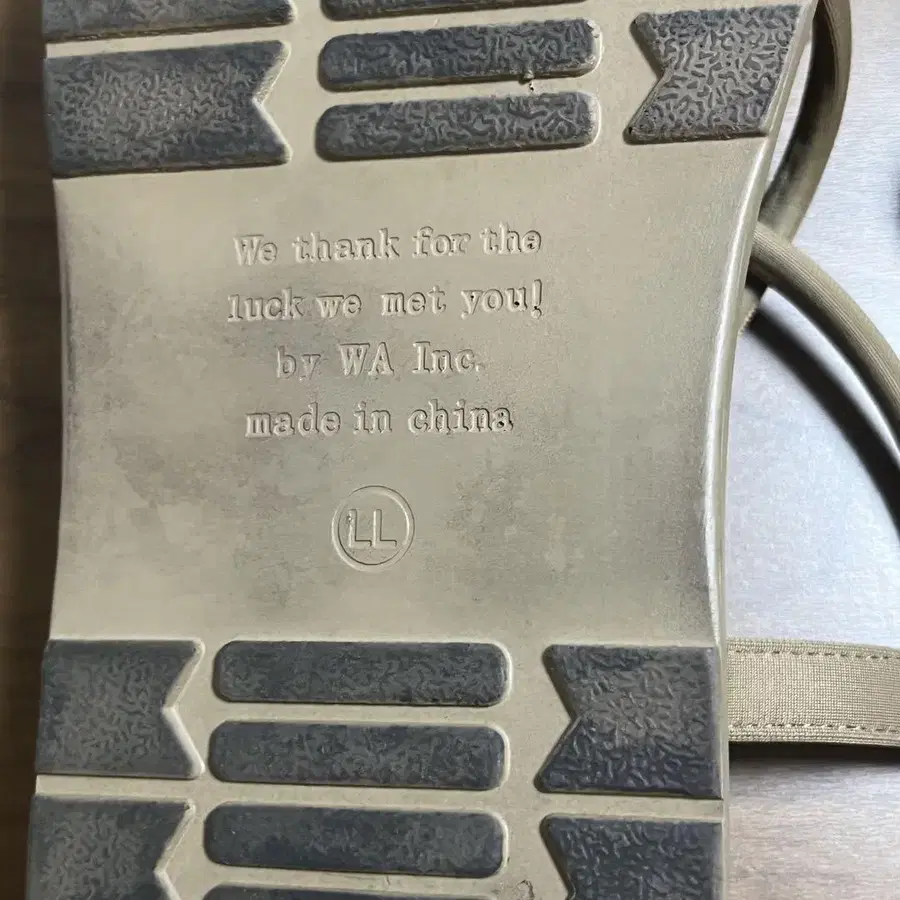 We thank for the
luck we met you!
by WA Inc.
made in china
LL